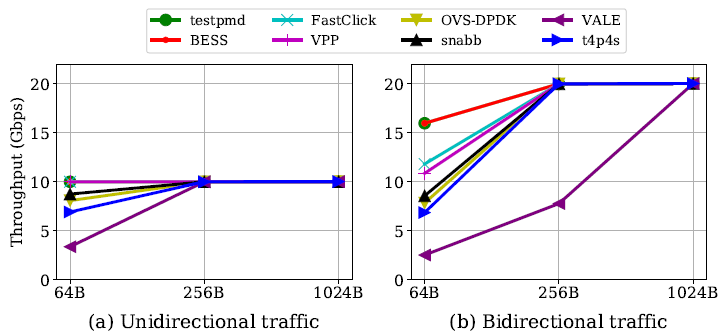 testpmd FastClick OVS-DPDK VALE
BESS VPP snabb t4p4s
Throughput (Gbps)
20
15
10
5
0
64B 256B 1024B
(a) Unidirectional traffic
20
15
10
5
0
64B 256B 1024B
(b) Bidirectional traffic